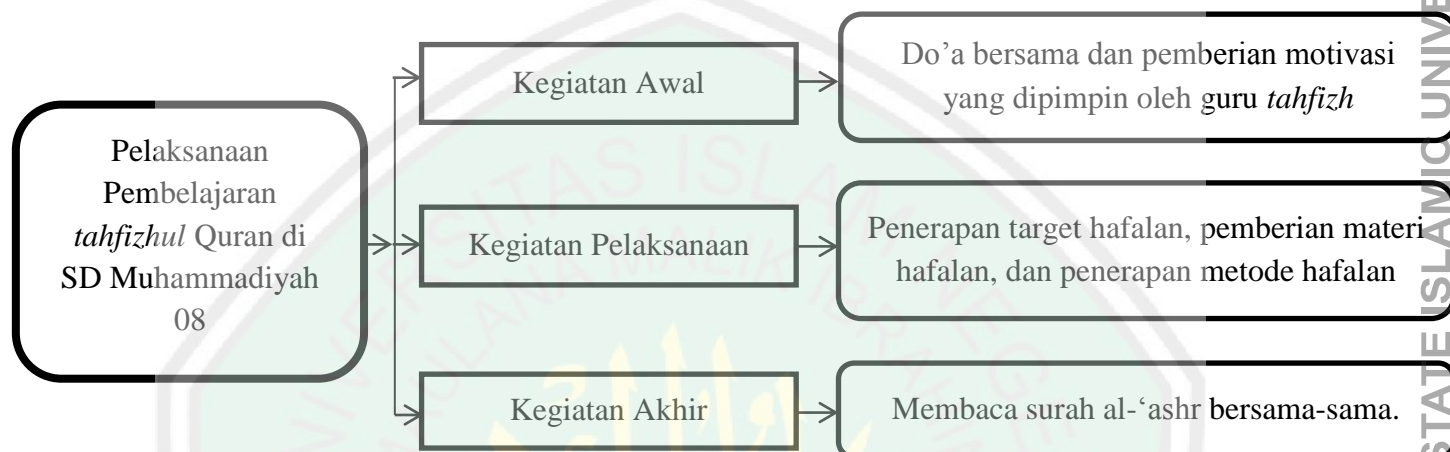 Pelaksanaan
Pembelajaran
tahfizhul Quran di
SD Muhammadiyah
08
Kegiatan Awal
Do’a bersama dan pemberian motivasi
yang dipimpin oleh guru tahfizh
Kegiatan Pelaksanaan
Penerapan target hafalan, pemberian materi
hafalan, dan penerapan metode hafalan
Kegiatan Akhir
Membaca surah al-‘ashr bersama-sama.
STATE ISLAMIC